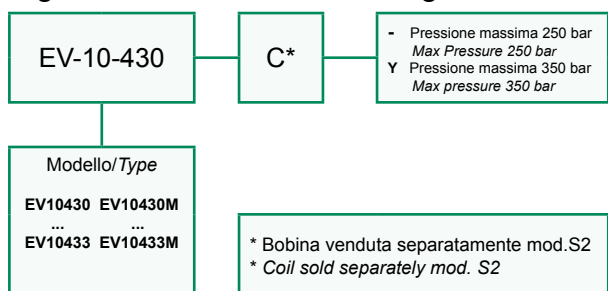 EV-10-430
C*
- Pressione massima 250 bar
Max Pressure 250 bar
Y Pressione massima 350 bar
Max pressure 350 bar
Modello/Type
EV10430 EV10430M
... ...
EV10433 EV10433M
* Bobina venduta separatamente mod.S2
* Coil sold separately mod. S2